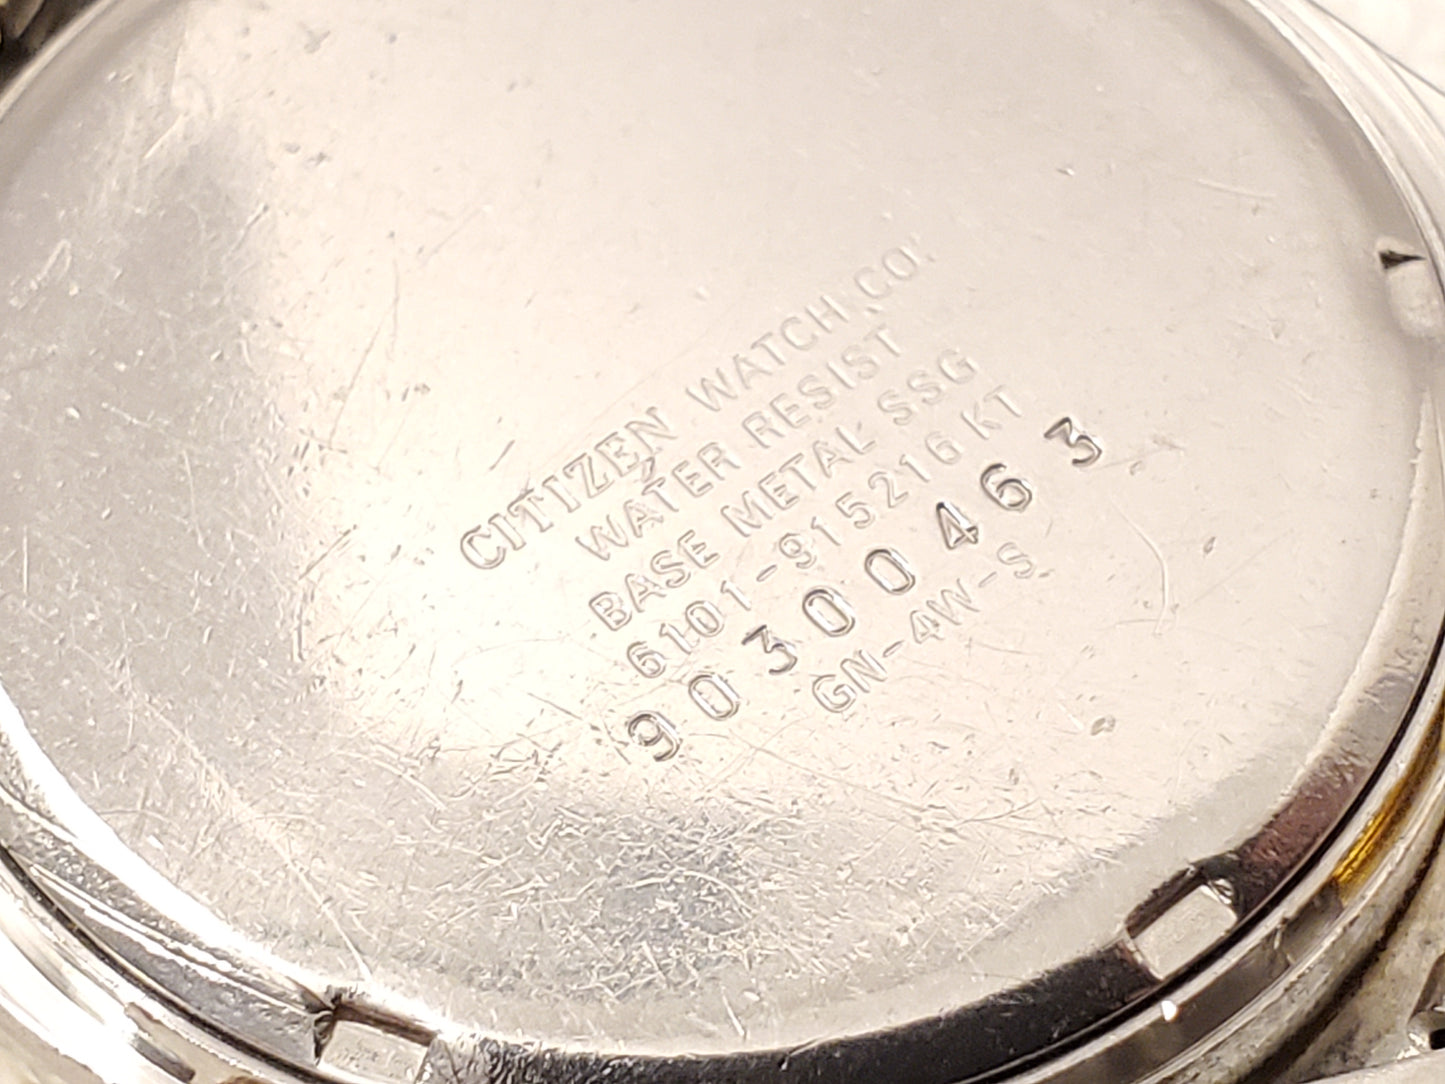 CITIZEN WATCH CO.
WATER RESIST
BASE METAL SSG
6101-915216 KT
90300463
GN-4W-S